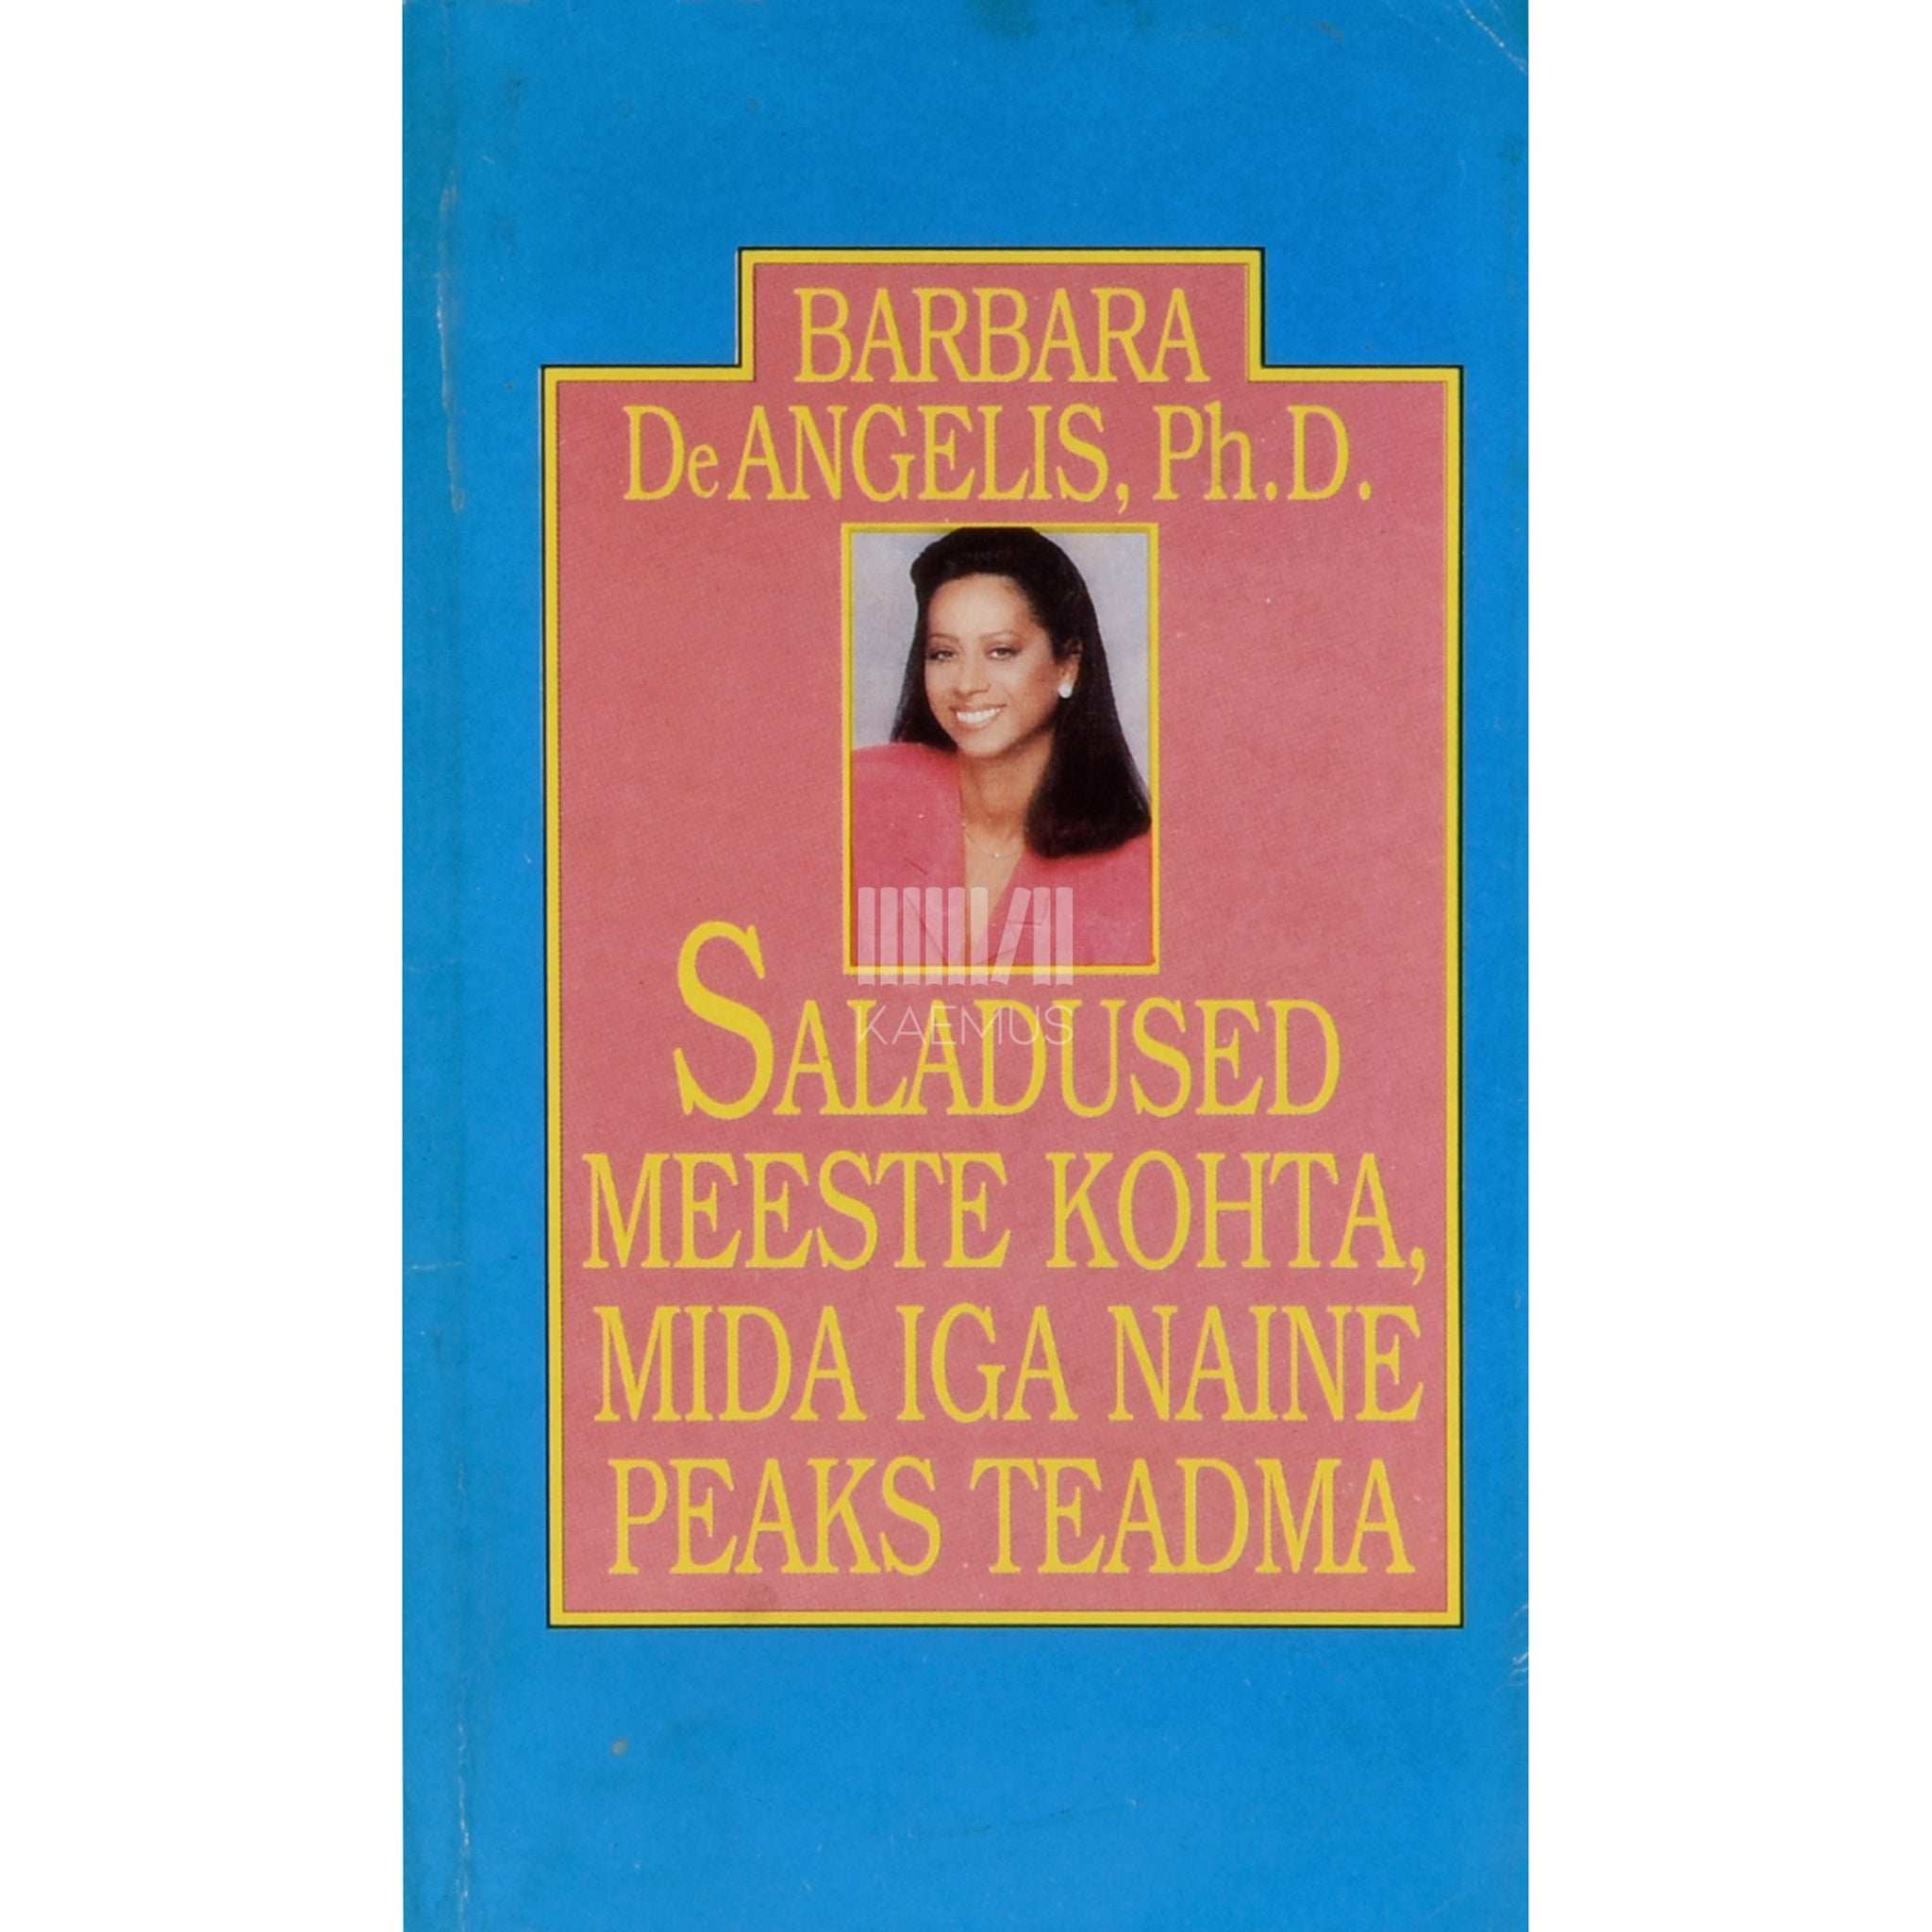 BARBARA
De ANGELIS, Ph.D.
KAEMUS
SALADUSED
MEESTE KOHTA,
MIDA IGA NAINE
PEAKS TEADMA